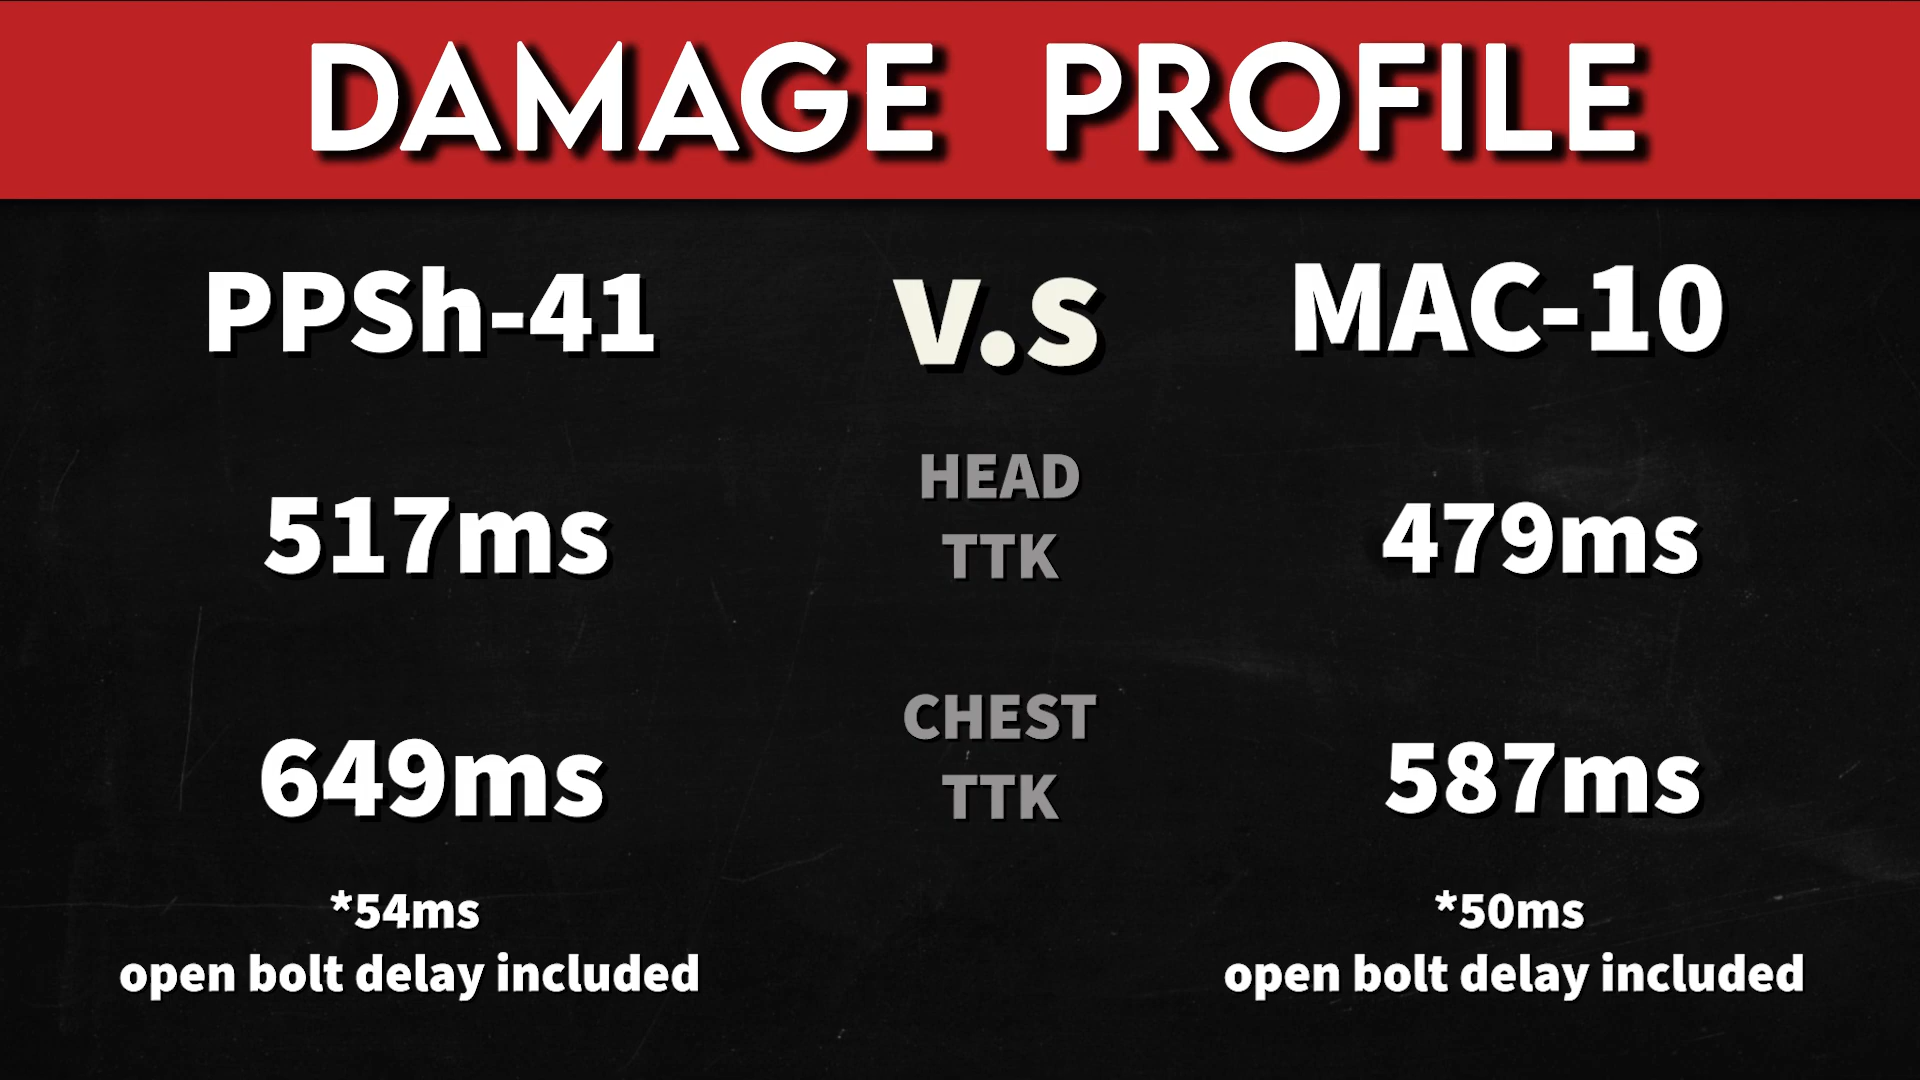 DAMAGE PROFILE
PPSh-41 V.S MAC-10
HEAD
517ms TTK 479ms
CHEST
649ms TTK 587ms
*54ms *50ms
open bolt delay included open bolt delay included